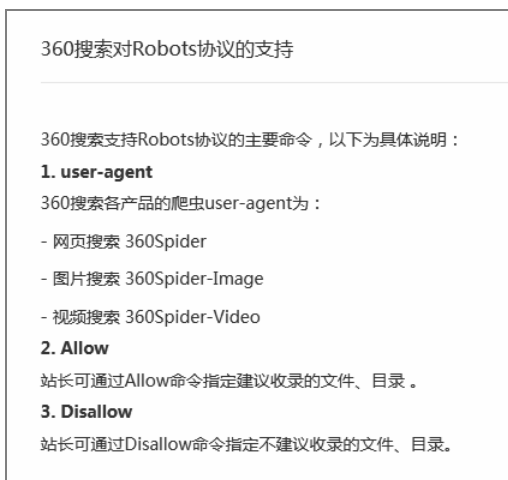 360搜索对Robots协议的支持
360搜索支持Robots协议的主要命令，以下为具体说明：
1. user-agent
360搜索各产品的爬虫user-agent为：
- 网页搜索 360Spider
- 图片搜索 360Spider-Image
- 视频搜索 360Spider-Video
2. Allow
站长可通过Allow命令指定建议收录的文件、目录 。
3. Disallow
站长可通过Disallow命令指定不建议收录的文件、目录。